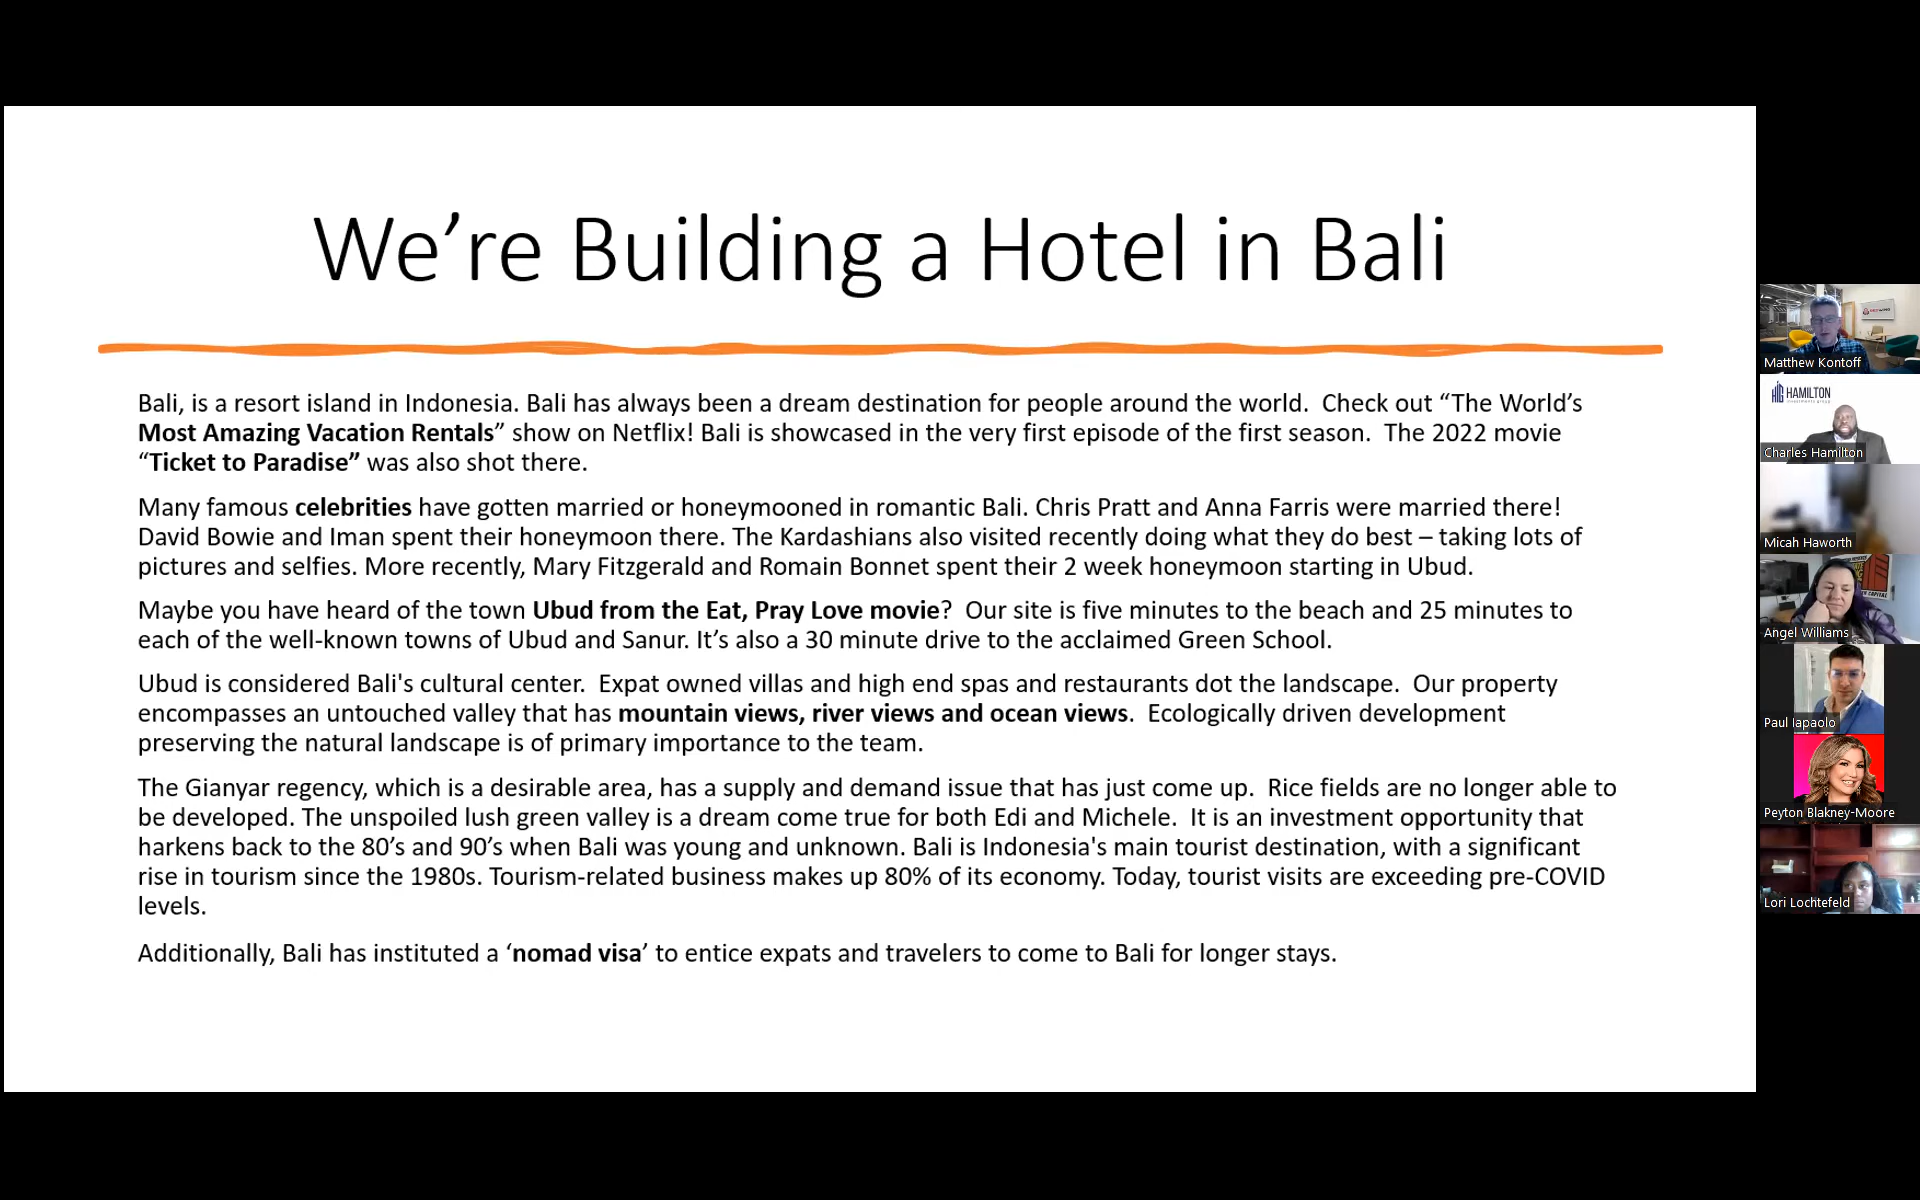 We’re Building a Hotel in Bali
Bali, is a resort island in Indonesia. Bali has always been a dream destination for people around the world.  Check out “The World’s
Most Amazing Vacation Rentals” show on Netflix! Bali is showcased in the very first episode of the first season.  The 2022 movie
“Ticket to Paradise” was also shot there.
Many famous celebrities have gotten married or honeymooned in romantic Bali. Chris Pratt and Anna Farris were married there!
David Bowie and Iman spent their honeymoon there. The Kardashians also visited recently doing what they do best – taking lots of
pictures and selfies. More recently, Mary Fitzgerald and Romain Bonnet spent their 2 week honeymoon starting in Ubud.
Maybe you have heard of the town Ubud from the Eat, Pray Love movie?  Our site is five minutes to the beach and 25 minutes to
each of the well-known towns of Ubud and Sanur. It’s also a 30 minute drive to the acclaimed Green School.
Ubud is considered Bali's cultural center.  Expat owned villas and high end spas and restaurants dot the landscape.  Our property
encompasses an untouched valley that has mountain views, river views and ocean views.  Ecologically driven development
preserving the natural landscape is of primary importance to the team.
The Gianyar regency, which is a desirable area, has a supply and demand issue that has just come up.  Rice fields are no longer able to
be developed. The unspoiled lush green valley is a dream come true for both Edi and Michele.  It is an investment opportunity that
harkens back to the 80’s and 90’s when Bali was young and unknown. Bali is Indonesia's main tourist destination, with a significant
rise in tourism since the 1980s. Tourism-related business makes up 80% of its economy. Today, tourist visits are exceeding pre-COVID
levels.
Additionally, Bali has instituted a ‘nomad visa’ to entice expats and travelers to come to Bali for longer stays.
Matthew Kontoff
HAMILTON
Charles Hamilton
Micah Haworth
Angel Williams
Paul Iapaolo
Peyton Blakney-Moore
Lori Lochtefeld